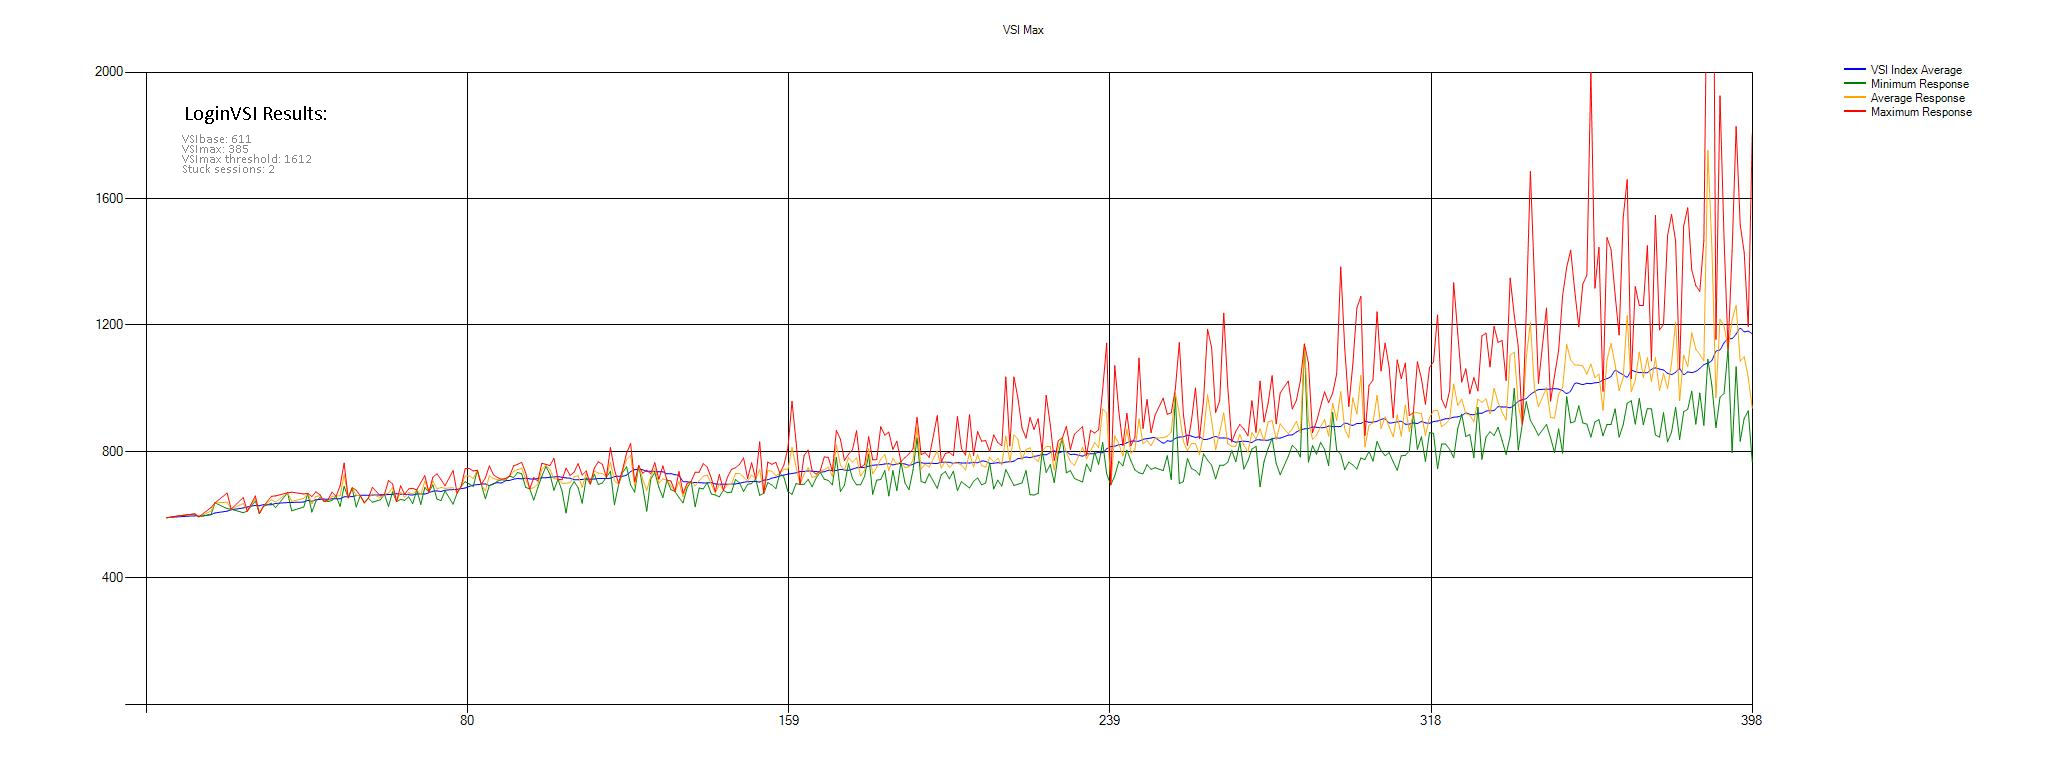 VSI Max
2000
1600
1200
800
400
LoginVSI Results:
VSIbase: 611
VSImax: 385
VSImax threshold: 1612
Stuck sessions: 2
VSI Index Average
Minimum Response
Average Response
Maximum Response
80
159
239
318
398